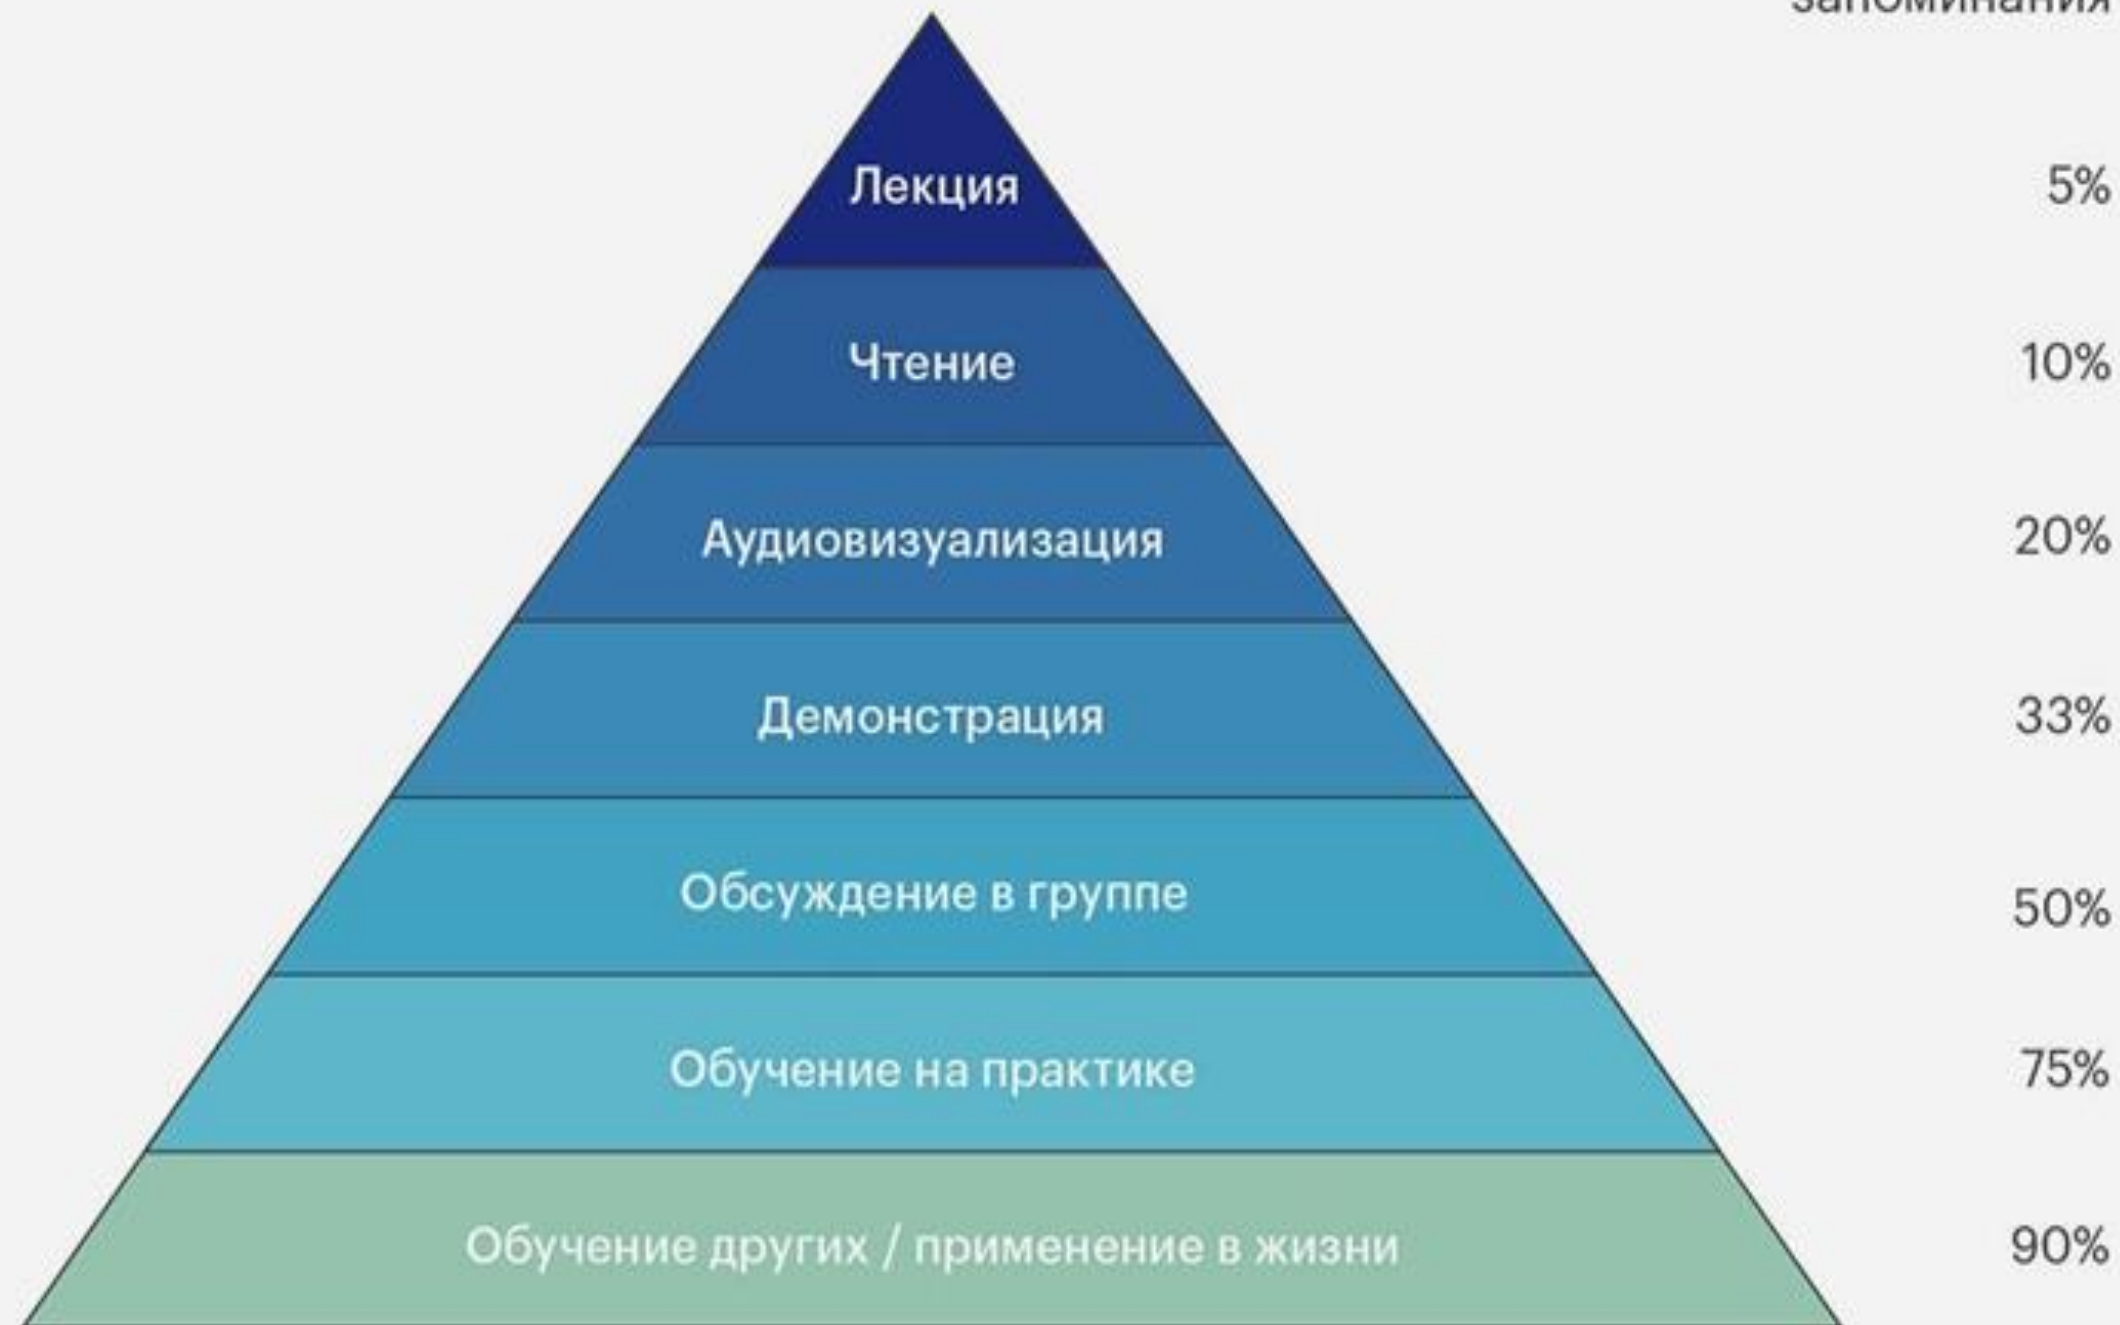 запоминания
Лекция 5%
Чтение 10%
Аудиовизуализация 20%
Демонстрация 33%
Обсуждение в группе 50%
Обучение на практике 75%
Обучение других / применение в жизни 90%